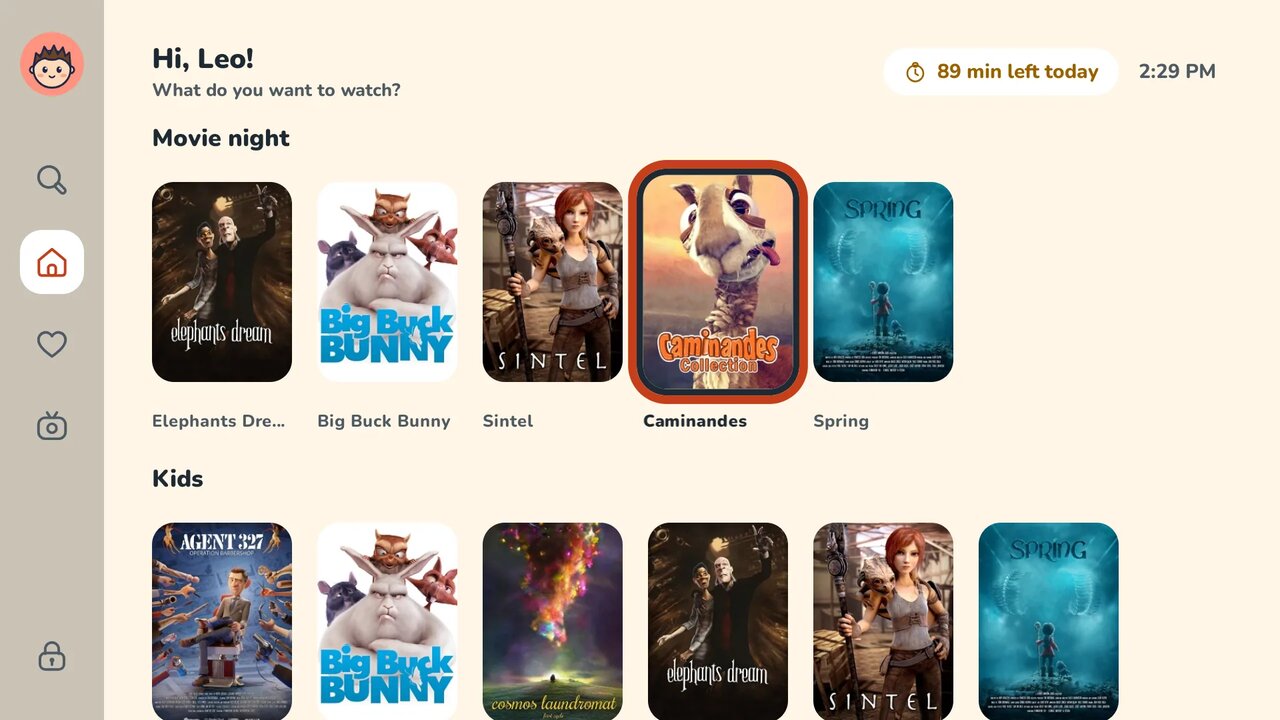 Hi, Leo!
What do you want to watch?
89 min left today
2:29 PM
Movie night
elephants dream
Big Buck
BUNNY
SINTEL
Caminandes
Collection
SPRING
Elephants Dre...
Big Buck Bunny
Sintel
Caminandes
Spring
Kids
AGENT 327
OPERATION BARBERSHOP
Big Buck
BUNNY
cosmos laundromat
elephants dream
SINTEL
SPRING